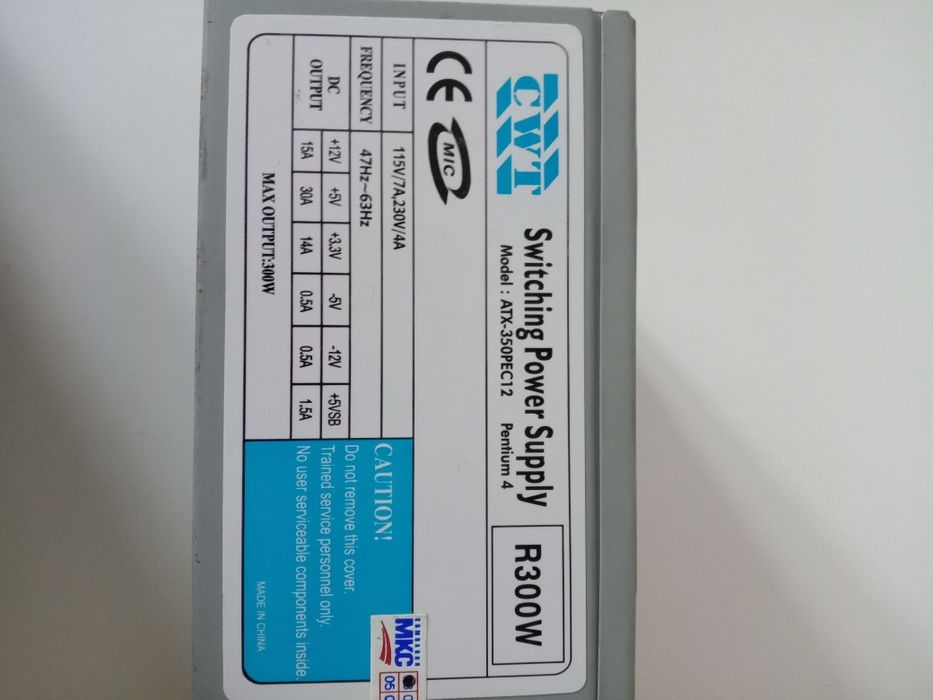 CWT
Switching Power Supply
Model : ATX-350PEC12 Pentium 4
R300W
CE MIC
INPUT 115V/7A,230V/4A
FREQUENCY 47Hz~63Hz
DC OUTPUT +12V +5V +3.3V -5V -12V +5VSB
15A 30A 14A 0.5A 0.5A 1.5A
MAX OUTPUT:300W
CAUTION!
Do not remove this cover.
Trained service personnel only.
No user serviceable components inside.
MADE IN CHINA
MKC
05